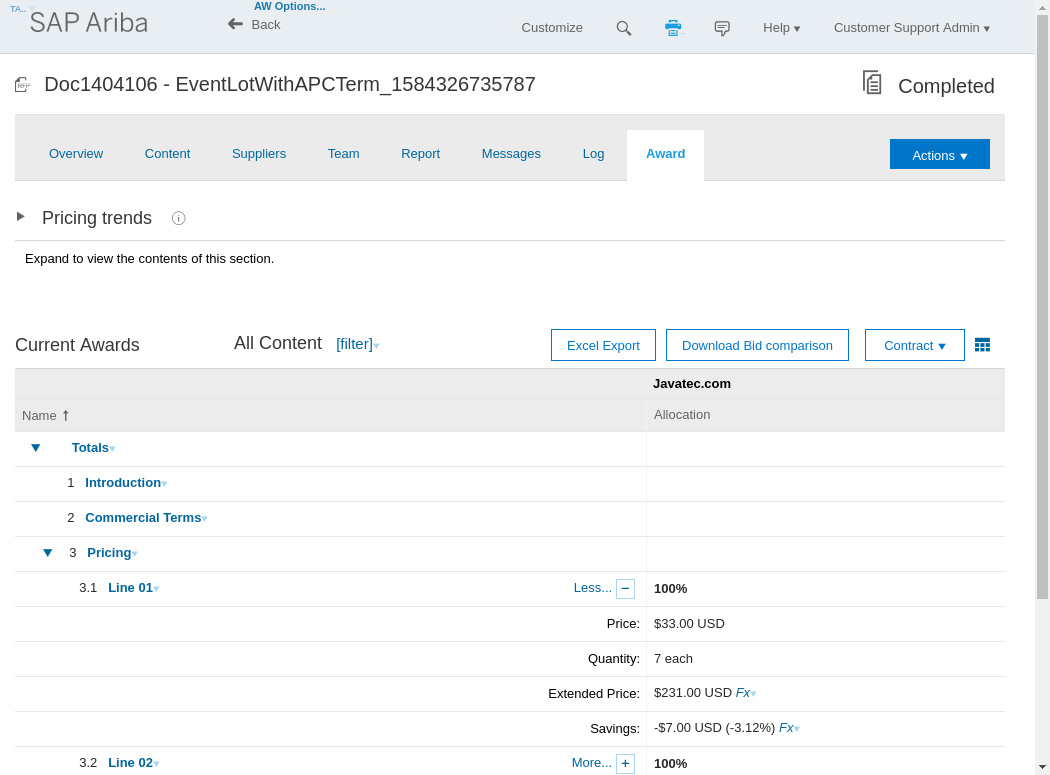 TA..
AW Options...
SAP Ariba
Back
Customize
Help
Customer Support Admin
RFP
Doc1404106 - EventLotWithAPCTerm_1584326735787
Completed
Overview Content Suppliers Team Report Messages Log Award
Actions
Pricing trends
Expand to view the contents of this section.
Current Awards
All Content [filter]
Excel Export
Download Bid comparison
Contract
Javatec.com
Name ↑ Allocation
Totals
1 Introduction
2 Commercial Terms
3 Pricing
3.1 Line 01 Less... − 100%
Price: $33.00 USD
Quantity: 7 each
Extended Price: $231.00 USD Fx
Savings: -$7.00 USD (-3.12%) Fx
3.2 Line 02 More... + 100%